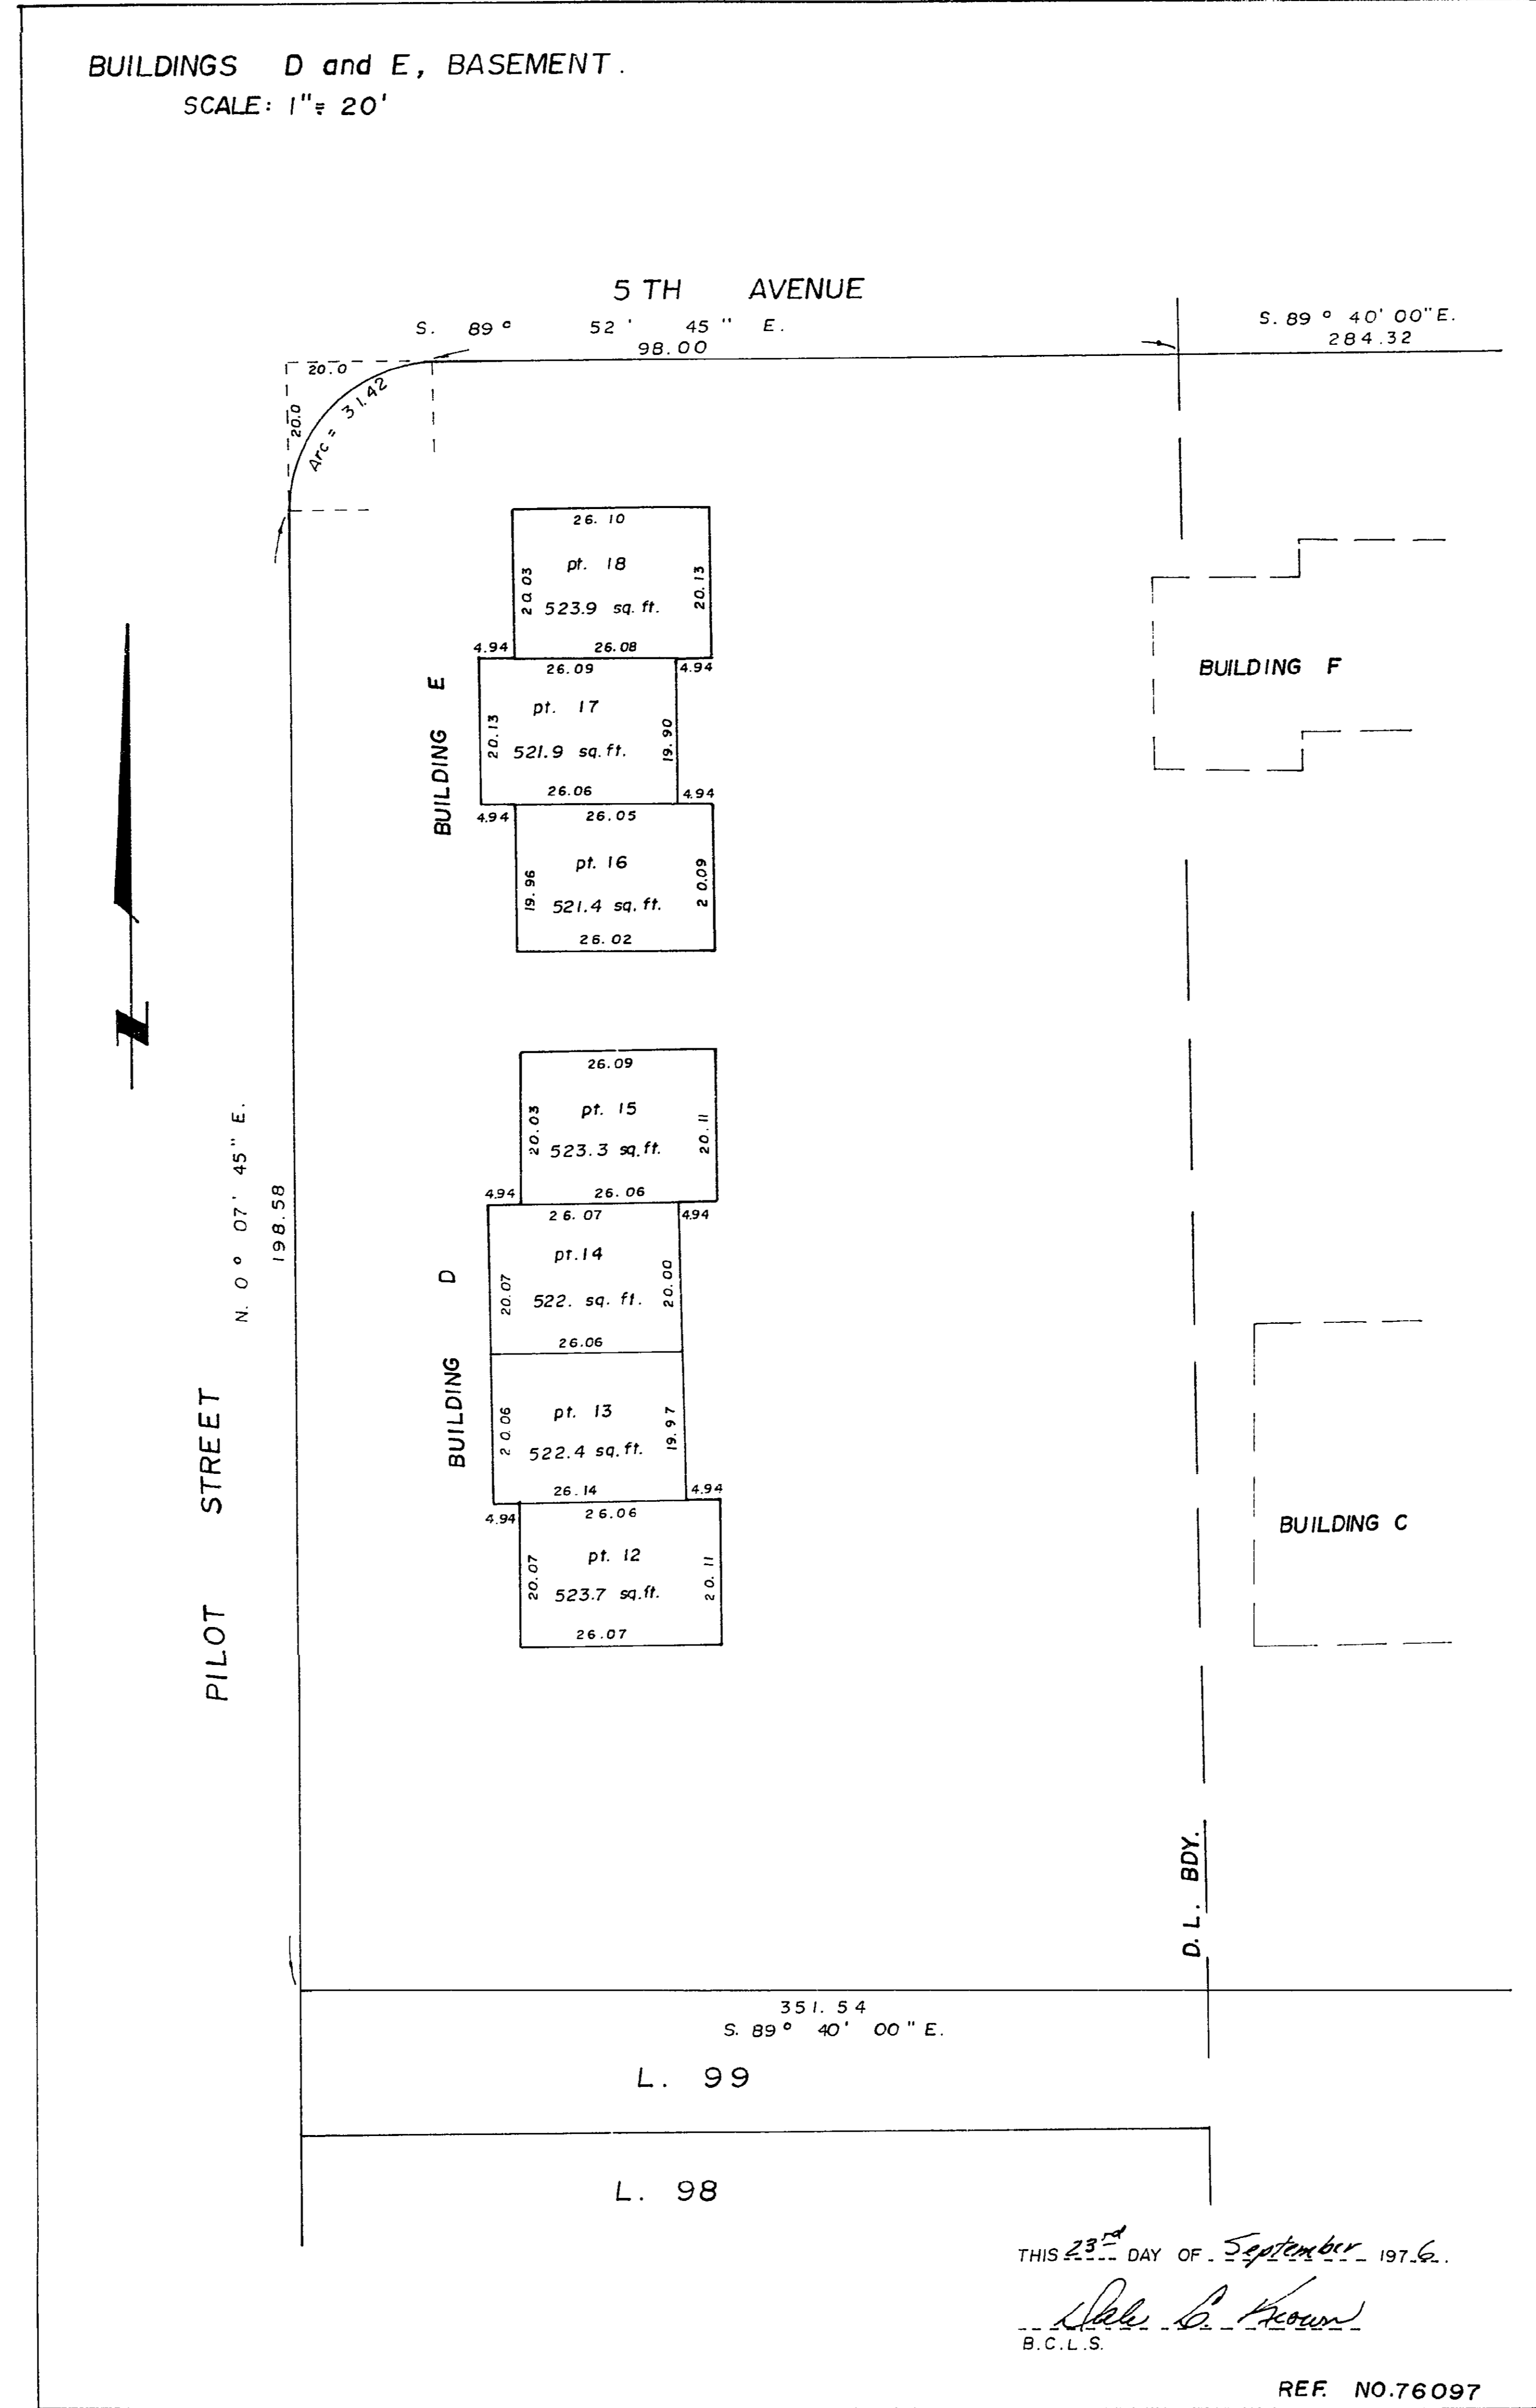 BUILDINGS D and E, BASEMENT.
SCALE: 1" = 20'
5 TH AVENUE
S. 89° 52' 45" E.
98.00
S. 89° 40' 00" E.
284.32
20.0
20.0
Arc = 31.42
26.10
pt. 18
20.03
20.13
523.9 sq. ft.
26.08
4.94
26.09
4.94
BUILDING E
pt. 17
20.13
19.90
521.9 sq. ft.
26.06
4.94
4.94
26.05
pt. 16
19.96
20.09
521.4 sq. ft.
26.02
BUILDING F
N
26.09
pt. 15
20.03
20.11
523.3 sq. ft.
26.06
4.94
26.07
4.94
N. 0° 07' 45" E.
198.58
BUILDING D
pt. 14
20.07
20.00
522. sq. ft.
26.06
pt. 13
20.06
19.97
522.4 sq. ft.
26.14
4.94
4.94
26.06
pt. 12
20.07
20.11
523.7 sq. ft.
26.07
BUILDING C
PILOT STREET
D. L. BDY.
351.54
S. 89° 40' 00" E.
L. 99
L. 98
THIS 23rd DAY OF September 1976.
B.C.L.S.
REF. NO. 76097